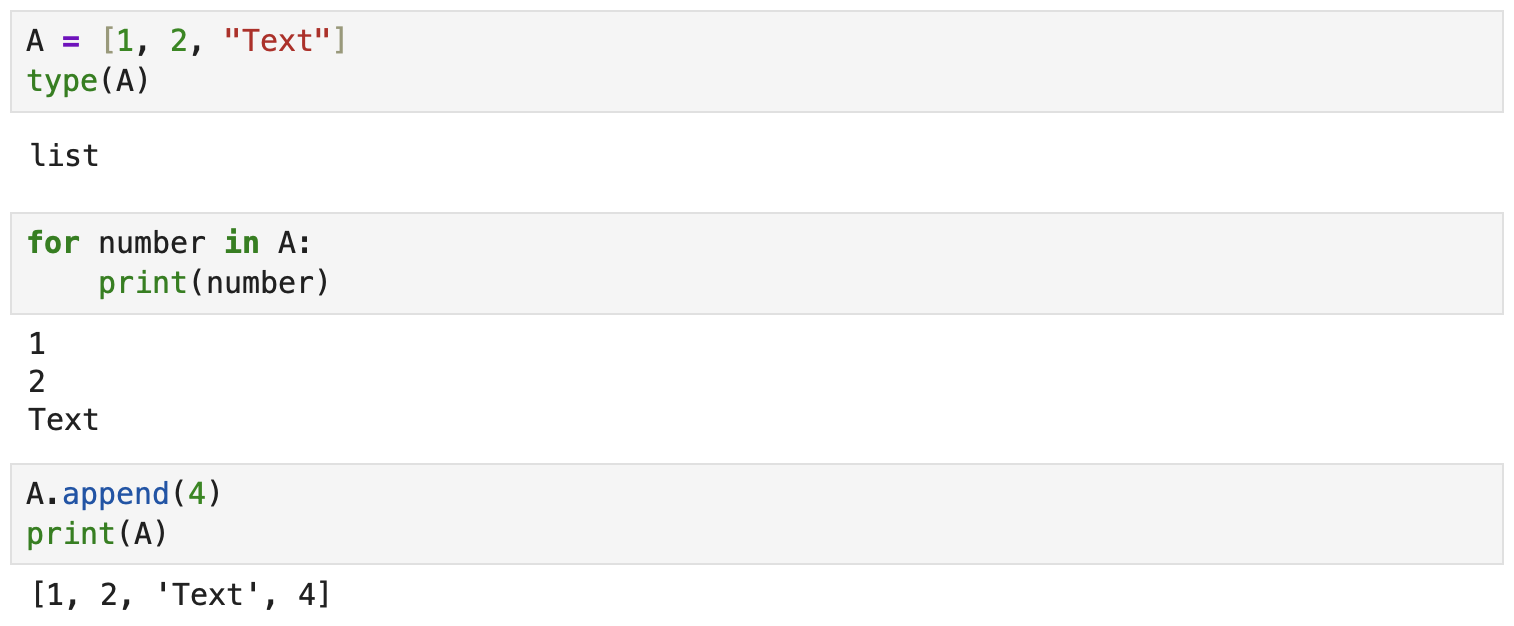 A = [1, 2, "Text"]
type(A)
list
for number in A:
    print(number)
1
2
Text
A.append(4)
print(A)
[1, 2, 'Text', 4]